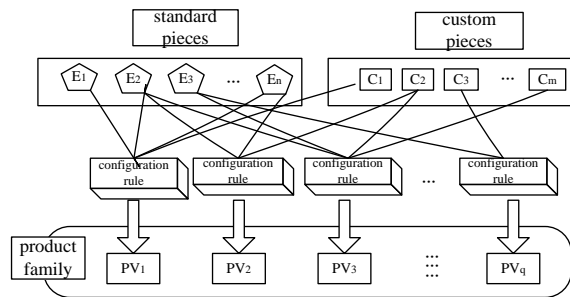 standard
pieces
custom
pieces
E1 E2 E3 ... En
C1 C2 C3 ... Cm
configuration
rule
configuration
rule
configuration
rule
...
configuration
rule
product
family
PV1 PV2 PV3 ... ... PVq